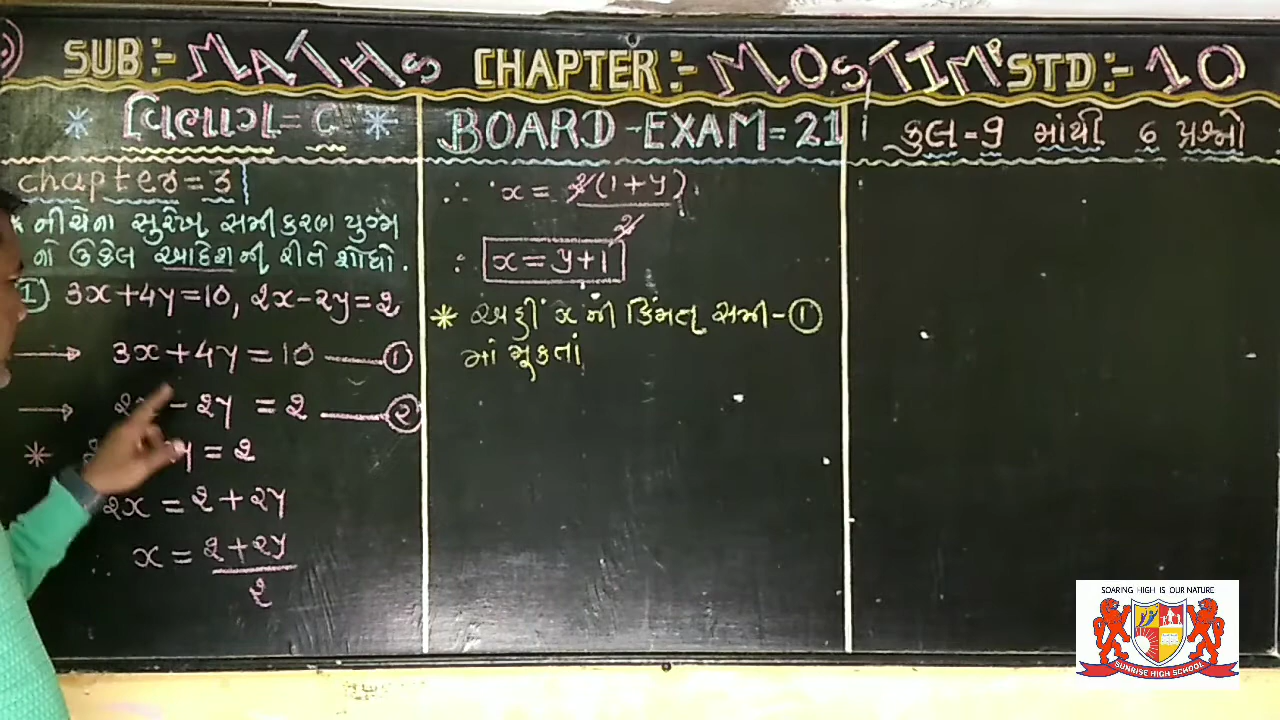 SUB:- MATHS CHAPTER:- MOSTIMP STD:- 10
* વિભાગ = C *
chapter = 3
* નીચેના સુરેખ સમીકરણ યુગ્મ
નો ઉકેલ આદેશની રીતે શોધો.
1) 3x+4y=10, 2x-2y=2
→ 3x+4y=10 —— ①
→ -2y = 2 —— ②
* y = 2
2x = 2+2y
∴ x = 2+2y
2
BOARD-EXAM=21
∴ x = 2(1+y)
2
∴ x = y+1
* અહીં x ની કિંમત સમી-①
માં મૂકતાં
કુલ-9 માંથી 6 પ્રશ્નો
SOARING HIGH IS OUR NATURE
SUNRISE HIGH SCHOOL